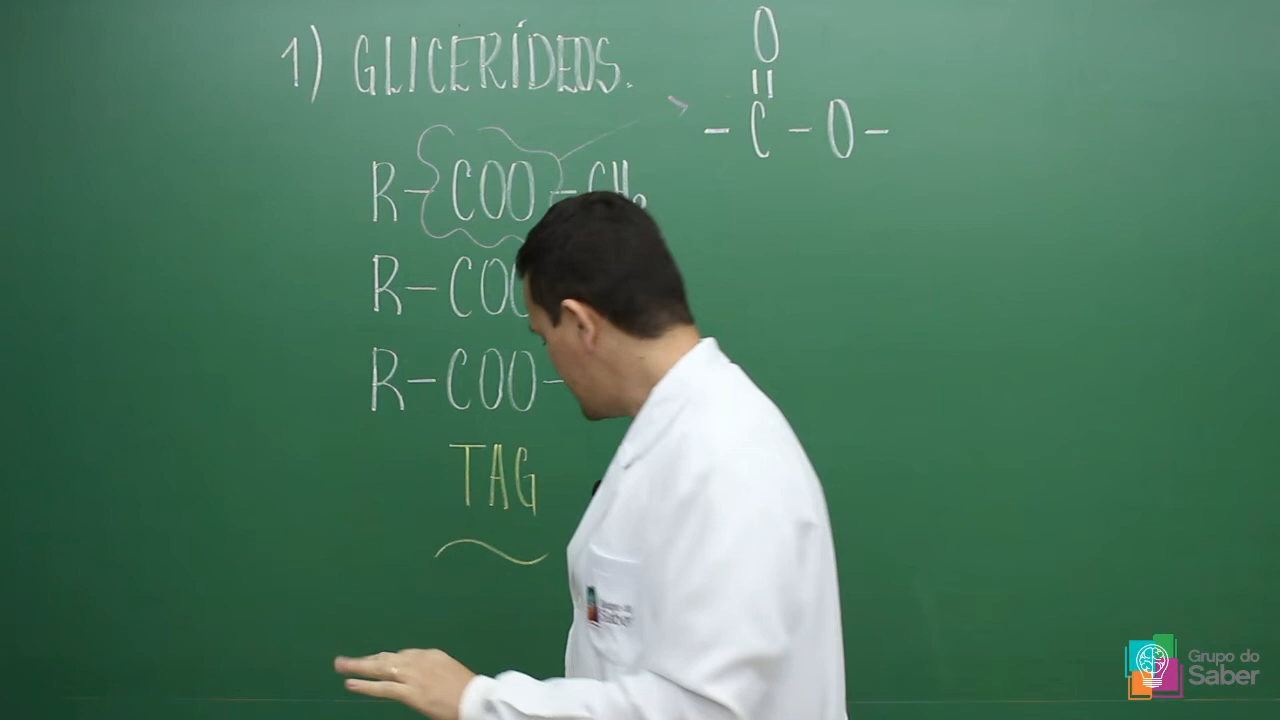 1) GLICERÍDEOS.
O
||
- C - O -
R-COO-CH₂
R-COO
R-COO-
TAG
Grupo do
Saber